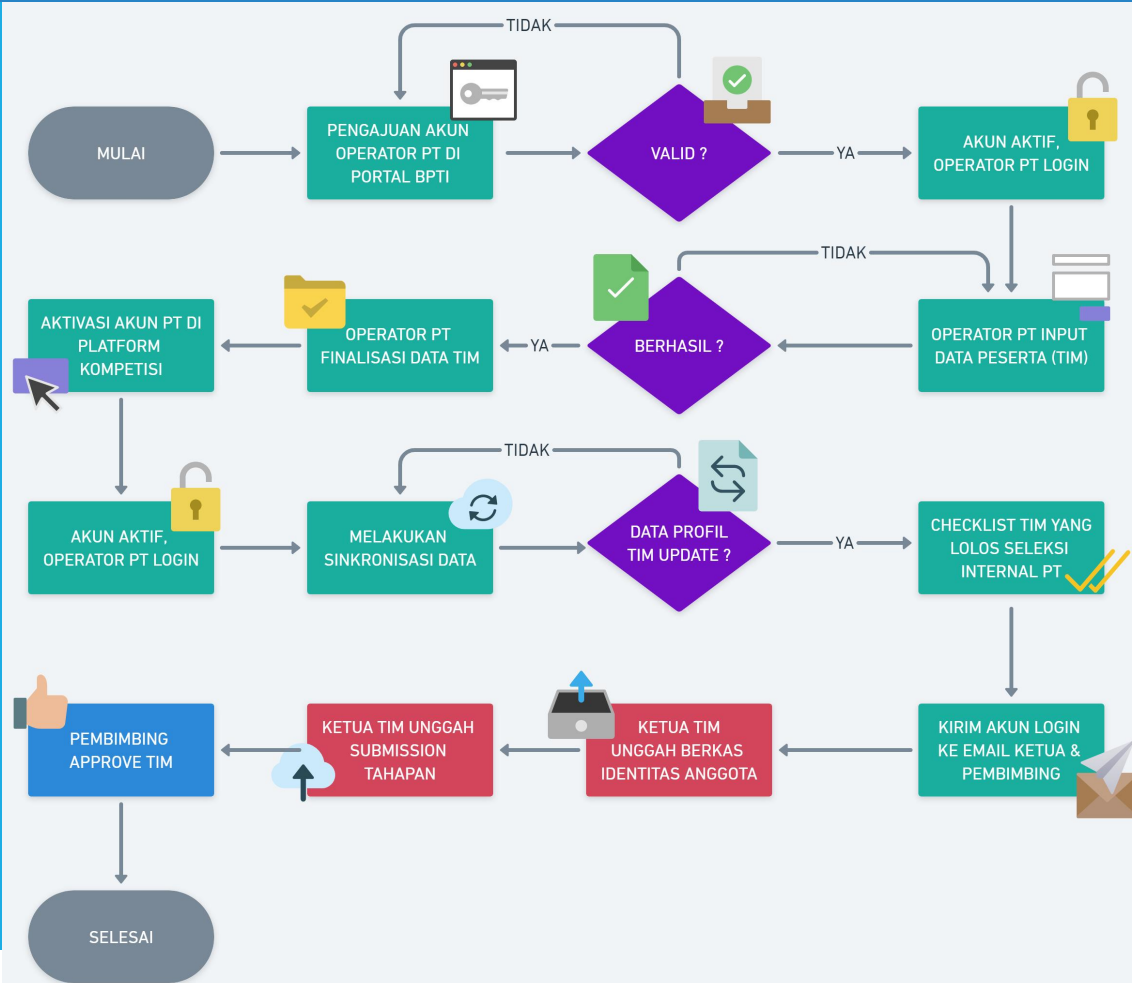 TIDAK
MULAI
PENGAJUAN AKUN
OPERATOR PT DI
PORTAL BPTI
VALID ?
YA
AKUN AKTIF,
OPERATOR PT LOGIN
TIDAK
OPERATOR PT INPUT
DATA PESERTA (TIM)
BERHASIL ?
YA
OPERATOR PT
FINALISASI DATA TIM
AKTIVASI AKUN PT DI
PLATFORM
KOMPETISI
AKUN AKTIF,
OPERATOR PT LOGIN
MELAKUKAN
SINKRONISASI DATA
TIDAK
DATA PROFIL
TIM UPDATE ?
YA
CHECKLIST TIM YANG
LOLOS SELEKSI
INTERNAL PT
KIRIM AKUN LOGIN
KE EMAIL KETUA &
PEMBIMBING
KETUA TIM
UNGGAH BERKAS
IDENTITAS ANGGOTA
KETUA TIM UNGGAH
SUBMISSION
TAHAPAN
PEMBIMBING
APPROVE TIM
SELESAI